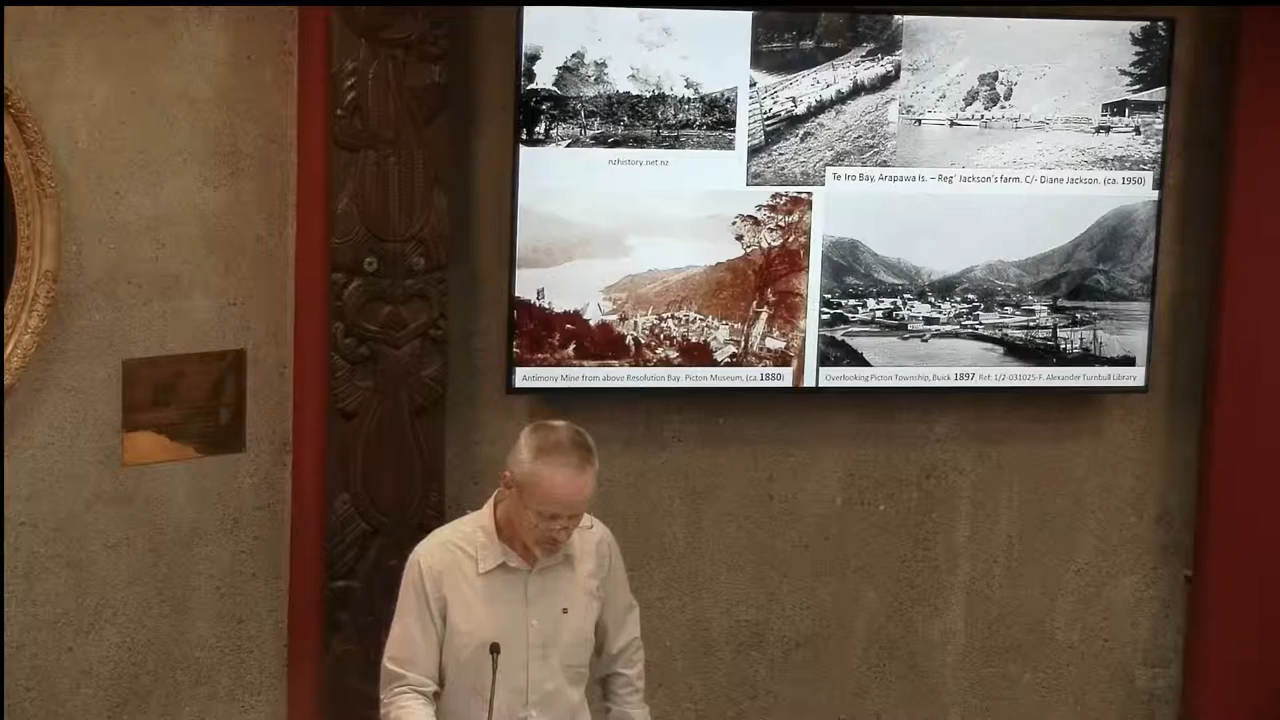 nzhistory.net.nz
Te Iro Bay, Arapawa Is. – Reg' Jackson's farm. C/- Diane Jackson. (ca. 1950)
Antimony Mine from above Resolution Bay. Picton Museum, (ca. 1880)
Overlooking Picton Township, Buick 1897 Ref: 1/2-031025-F. Alexander Turnbull Library